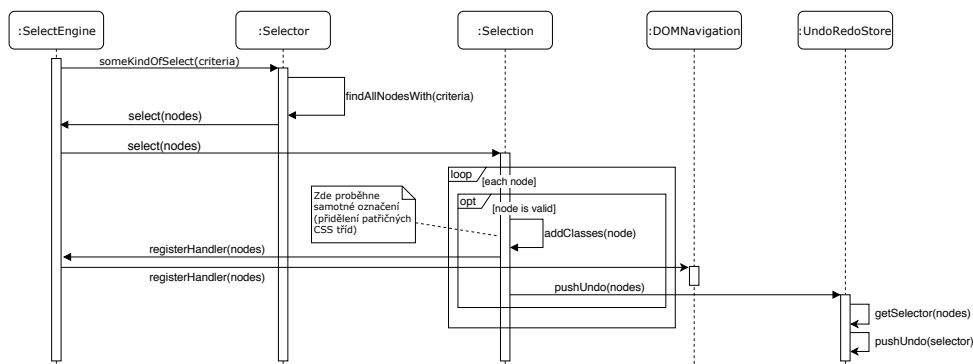 :SelectEngine
:Selector
:Selection
:DOMNavigation
:UndoRedoStore
someKindOfSelect(criteria)
findAllNodesWith(criteria)
select(nodes)
select(nodes)
loop
[each node]
Zde proběhne
samotné označení
(přidělení patřičných
CSS tříd)
opt
[node is valid]
addClasses(node)
registerHandler(nodes)
registerHandler(nodes)
pushUndo(nodes)
getSelector(nodes)
pushUndo(selector)